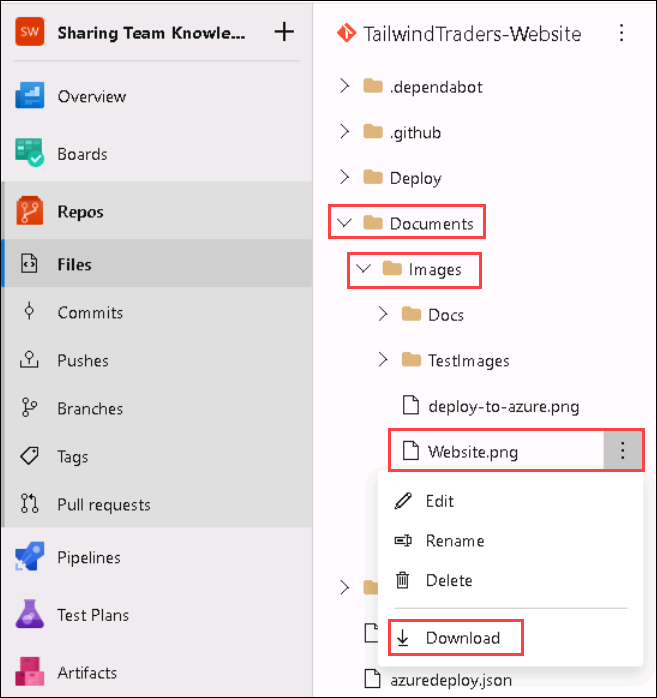 SW Sharing Team Knowle...
Overview
Boards
Repos
Files
Commits
Pushes
Branches
Tags
Pull requests
Pipelines
Test Plans
Artifacts
TailwindTraders-Website
.dependabot
.github
Deploy
Documents
Images
Docs
TestImages
deploy-to-azure.png
Website.png
Edit
Rename
Delete
Download
azuredeploy.json